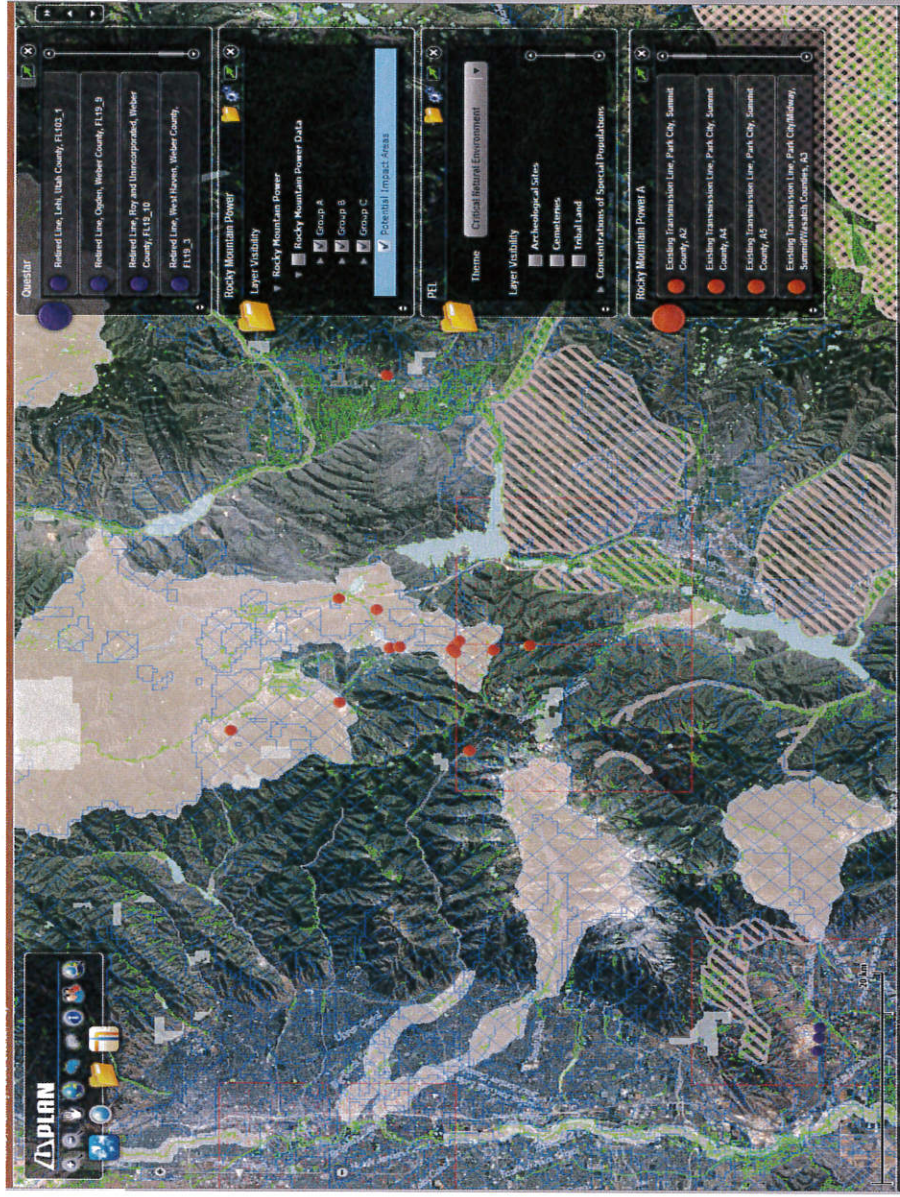 UPLAN
Questar
Retired Line, Lehi, Utah County, FL103_1
Retired Line, Ogden, Weber County, FL19_9
Retired Line, Roy and Unincorporated, Weber
County, FL19_10
Retired Line, West Haven, Weber County,
FL19_3
Rocky Mountain Power
Layer Visibility
Rocky Mountain Power
Rocky Mountain Power Data
Group A
Group B
Group C
Potential Impact Areas
PEL
Theme
Critical Natural Environment
Layer Visibility
Archeological Sites
Cemeteries
Tribal Land
Concentrations of Special Populations
Rocky Mountain Power A
Existing Transmission Line, Park City, Summit
County, A2
Existing Transmission Line, Park City, Summit
County, A4
Existing Transmission Line, Park City, Summit
County, A5
Existing Transmission Line, Park City/Midway,
Summit/Wasatch Counties, A3
20 km